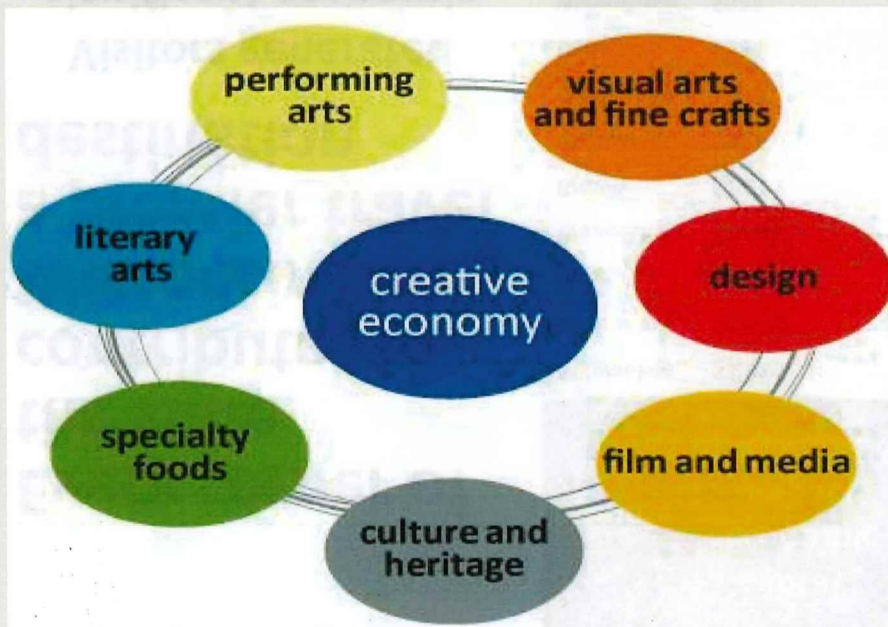 performing
arts
visual arts
and fine crafts
literary
arts
creative
economy
design
specialty
foods
film and media
culture and
heritage